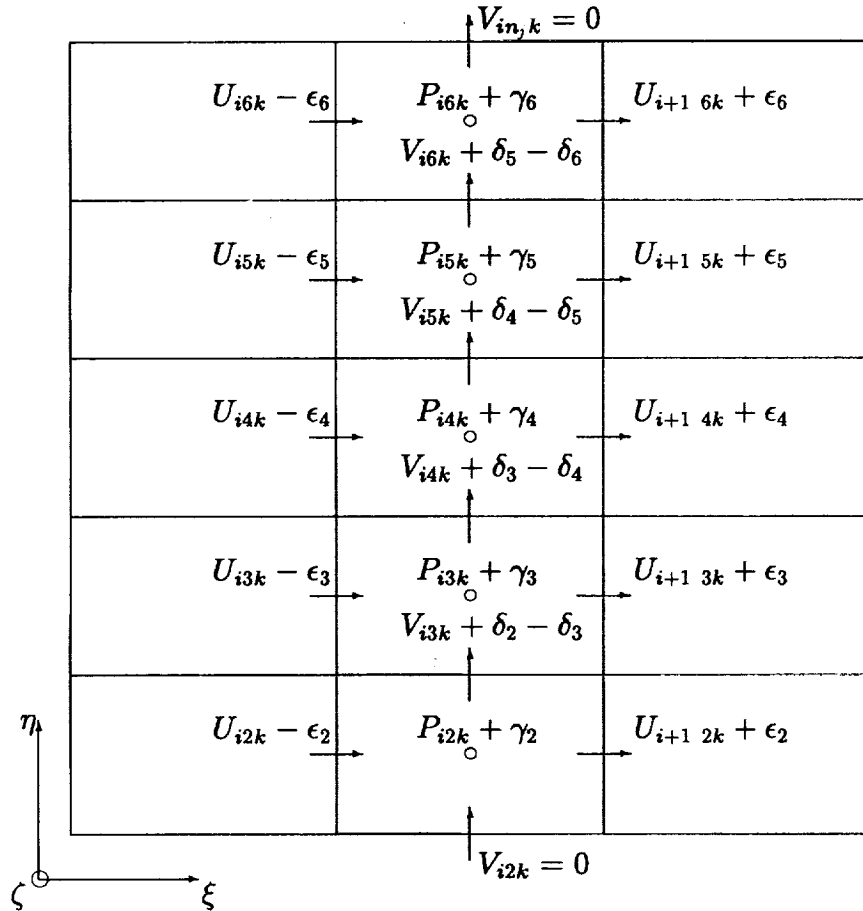 V_{in_j k} = 0
U_{i6k} − ϵ_6 P_{i6k} + γ_6 U_{i+1 6k} + ϵ_6
V_{i6k} + δ_5 − δ_6
U_{i5k} − ϵ_5 P_{i5k} + γ_5 U_{i+1 5k} + ϵ_5
V_{i5k} + δ_4 − δ_5
U_{i4k} − ϵ_4 P_{i4k} + γ_4 U_{i+1 4k} + ϵ_4
V_{i4k} + δ_3 − δ_4
U_{i3k} − ϵ_3 P_{i3k} + γ_3 U_{i+1 3k} + ϵ_3
V_{i3k} + δ_2 − δ_3
η
U_{i2k} − ϵ_2 P_{i2k} + γ_2 U_{i+1 2k} + ϵ_2
V_{i2k} = 0
ζ ξ